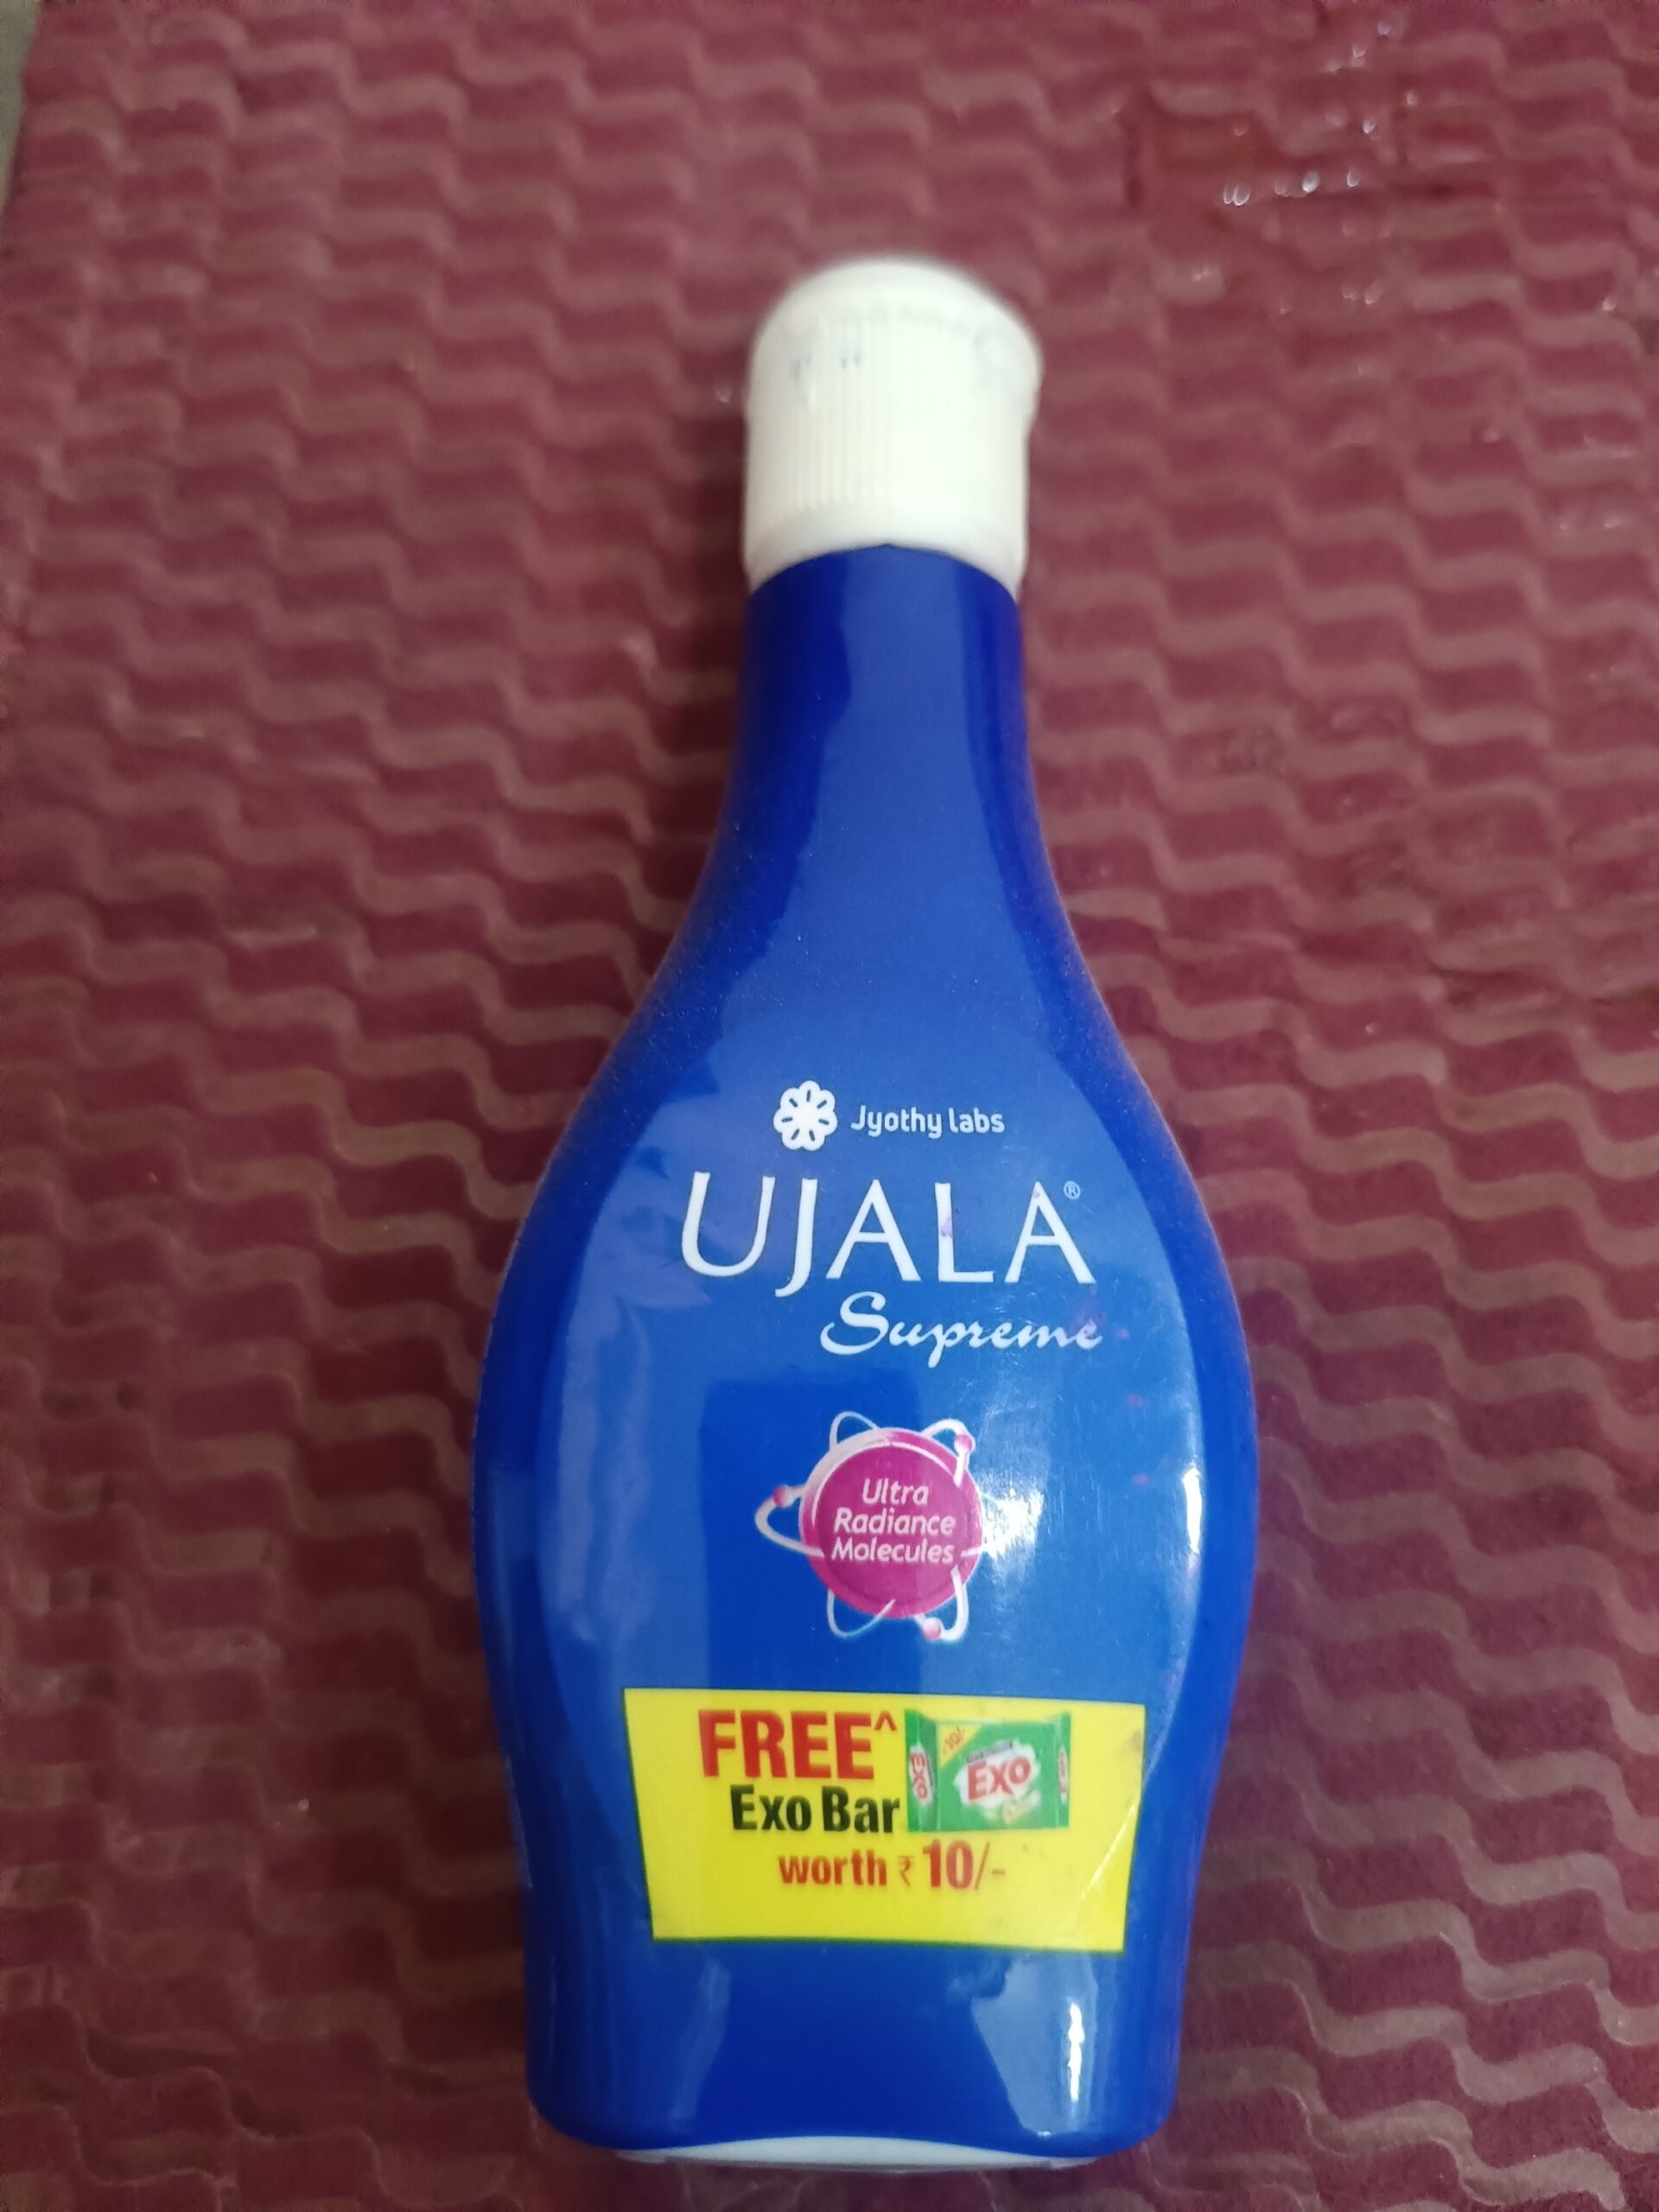 Jyothy labs
UJALA®
Supreme
Ultra
Radiance
Molecules
FREE^
Exo Bar
EXO
worth ₹ 10/-